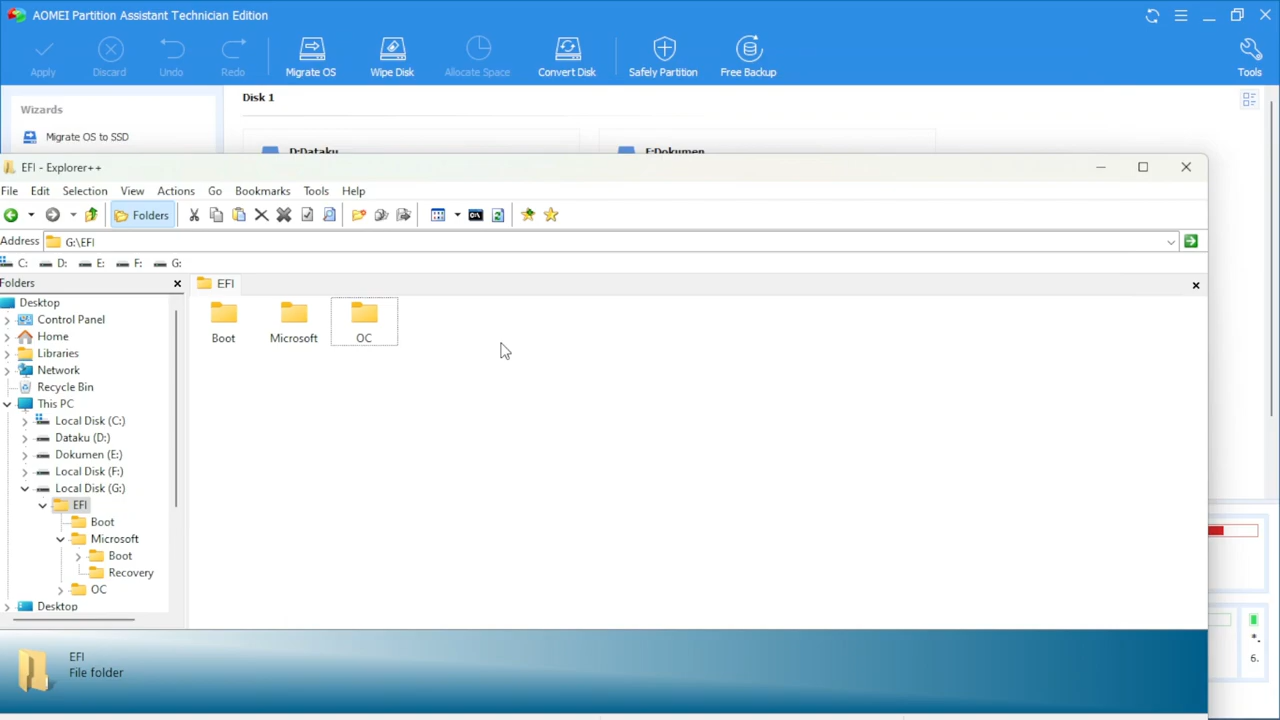 AOMEI Partition Assistant Technician Edition
Apply
Discard
Undo
Redo
Migrate OS
Wipe Disk
Allocate Space
Convert Disk
Safely Partition
Free Backup
Tools
Wizards
Migrate OS to SSD
Disk 1
D:Dataku
E:Dokumen
EFI - Explorer++
File
Edit
Selection
View
Actions
Go
Bookmarks
Tools
Help
Folders
Address
G:\EFI
C:
D:
E:
F:
G:
Folders
EFI
Desktop
Control Panel
Home
Libraries
Network
Recycle Bin
This PC
Local Disk (C:)
Dataku (D:)
Dokumen (E:)
Local Disk (F:)
Local Disk (G:)
EFI
Boot
Microsoft
Boot
Recovery
OC
Desktop
Boot
Microsoft
OC
EFI
File folder
*.
6.